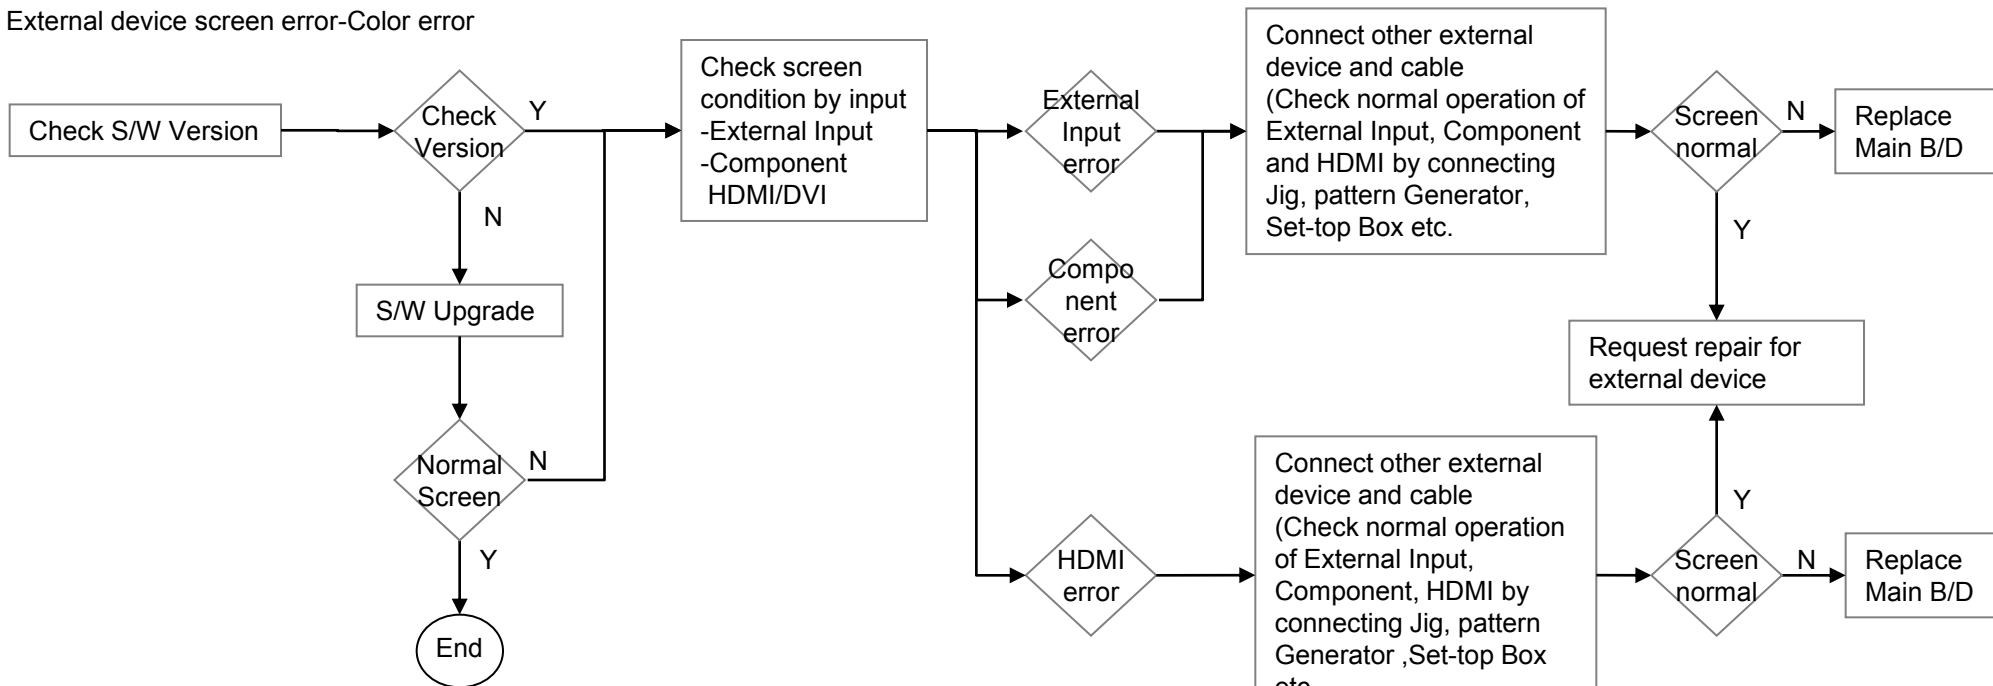 External device screen error-Color error
Check S/W Version
Check
Version
Y
N
S/W Upgrade
Normal
Screen
N
Y
End
Check screen
condition by input
-External Input
-Component
HDMI/DVI
External
Input
error
Compo
nent
error
HDMI
error
Connect other external
device and cable
(Check normal operation of
External Input, Component
and HDMI by connecting
Jig, pattern Generator,
Set-top Box etc.
Screen
normal
N
Replace
Main B/D
Y
Request repair for
external device
Connect other external
device and cable
(Check normal operation
of External Input,
Component, HDMI by
connecting Jig, pattern
Generator ,Set-top Box
Y
Screen
normal
N
Replace
Main B/D